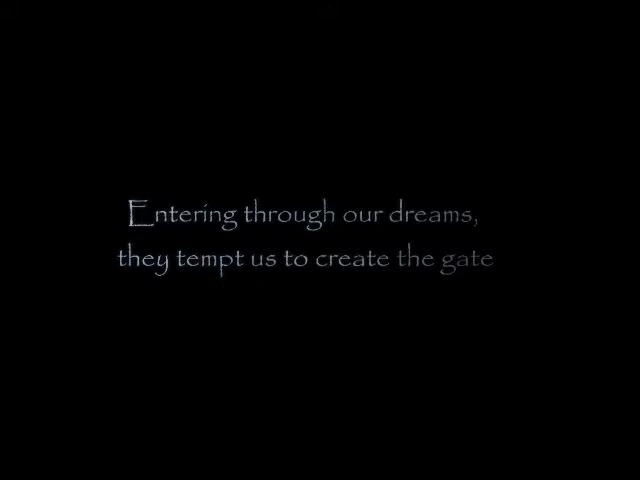 Entering through our dreams,
they tempt us to create the gate